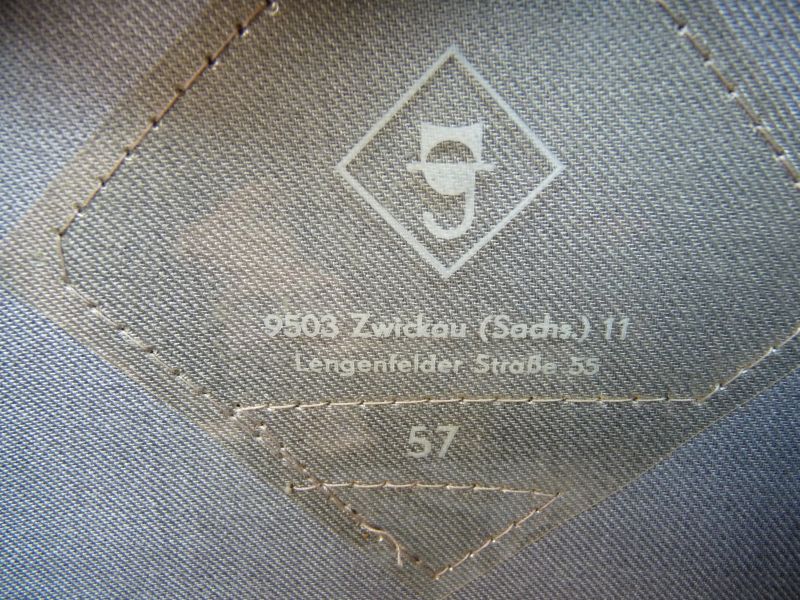 9503 Zwickau (Sachs.) 11
Lengenfelder Straße 55
57